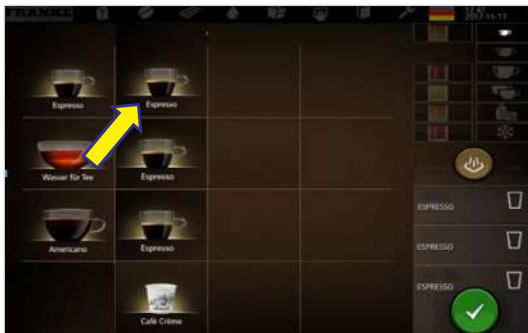 FRANKE
12:47
2017-11-17
Espresso
Espresso
Wasser für Tee
Espresso
Americano
Espresso
Café Crème
ESPRESSO
ESPRESSO
ESPRESSO